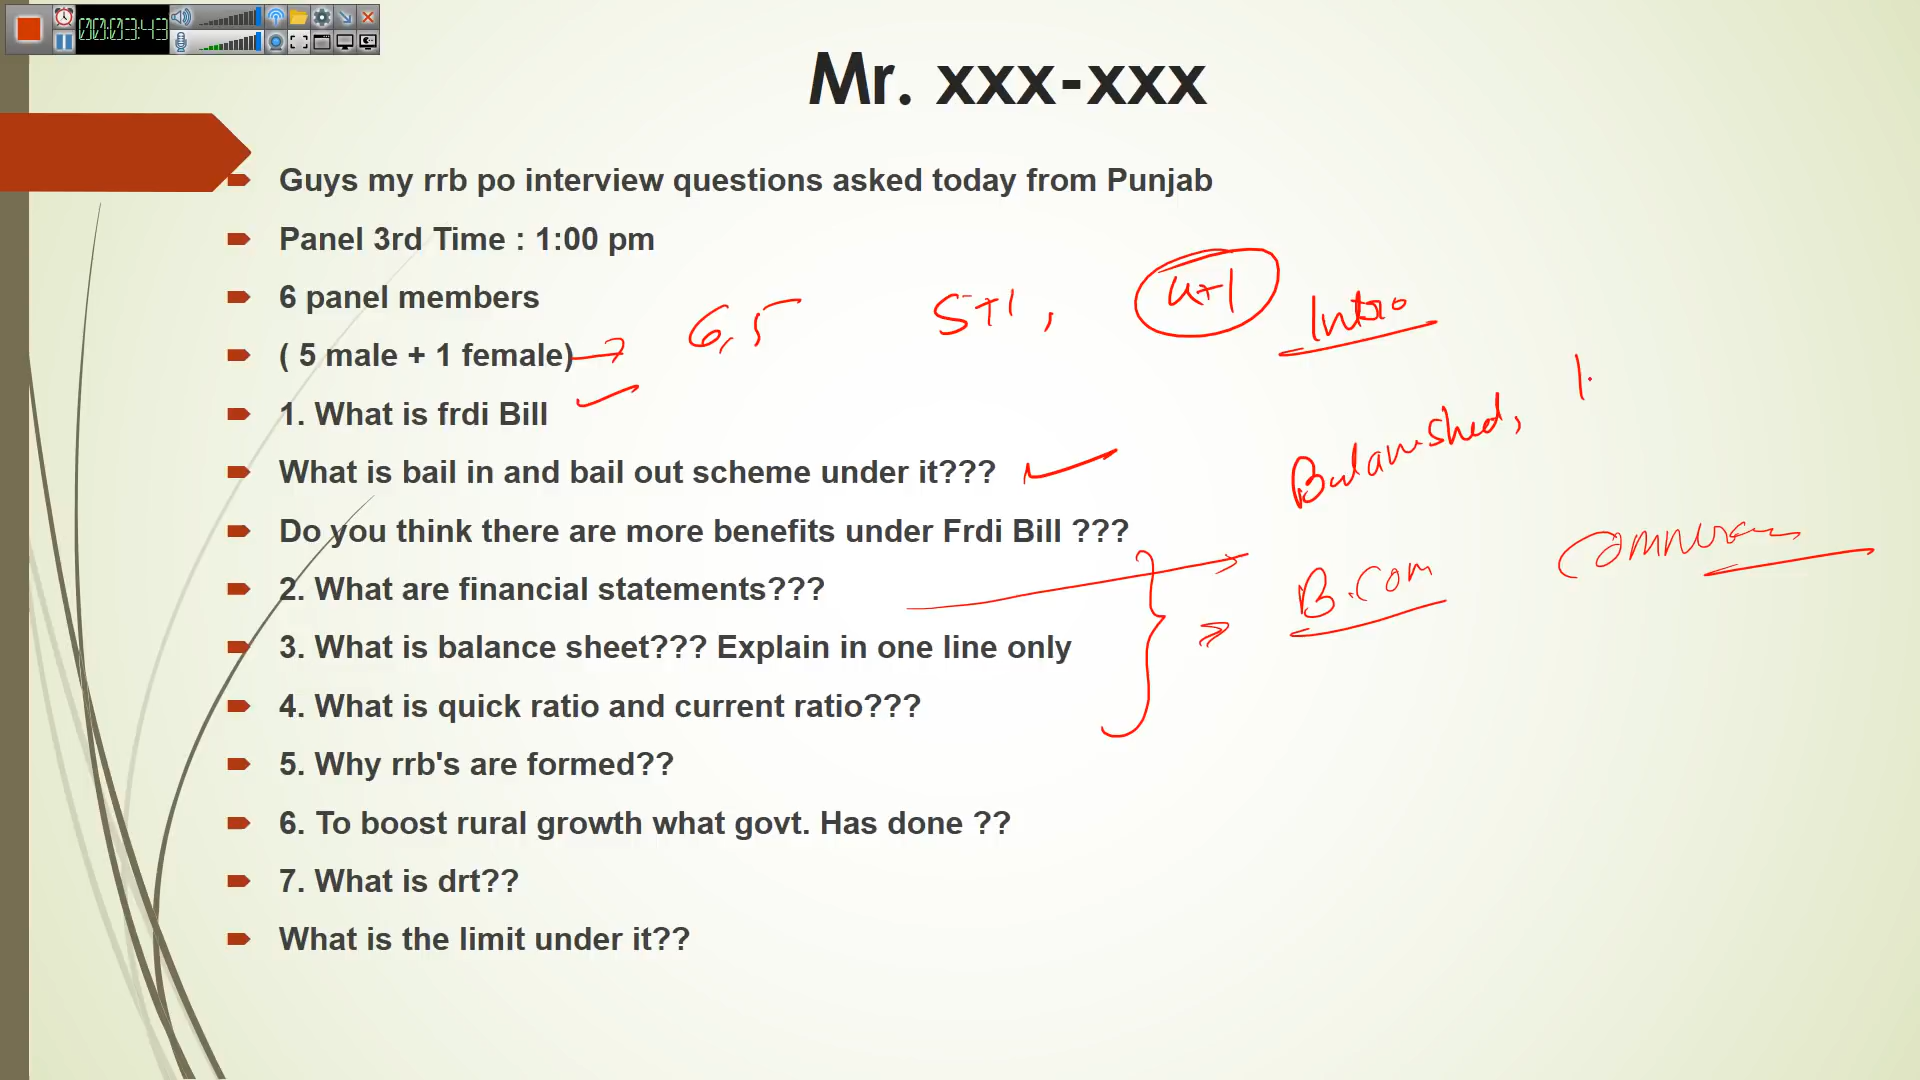 00:03:43
Mr. xxx-xxx
Guys my rrb po interview questions asked today from Punjab
Panel 3rd Time : 1:00 pm
6 panel members
( 5 male + 1 female)
6,5
5+1, 4+1
Intro
1. What is frdi Bill
What is bail in and bail out scheme under it???
Do you think there are more benefits under Frdi Bill ???
2. What are financial statements???
B.com
3. What is balance sheet??? Explain in one line only
4. What is quick ratio and current ratio???
5. Why rrb's are formed??
6. To boost rural growth what govt. Has done ??
7. What is drt??
What is the limit under it??